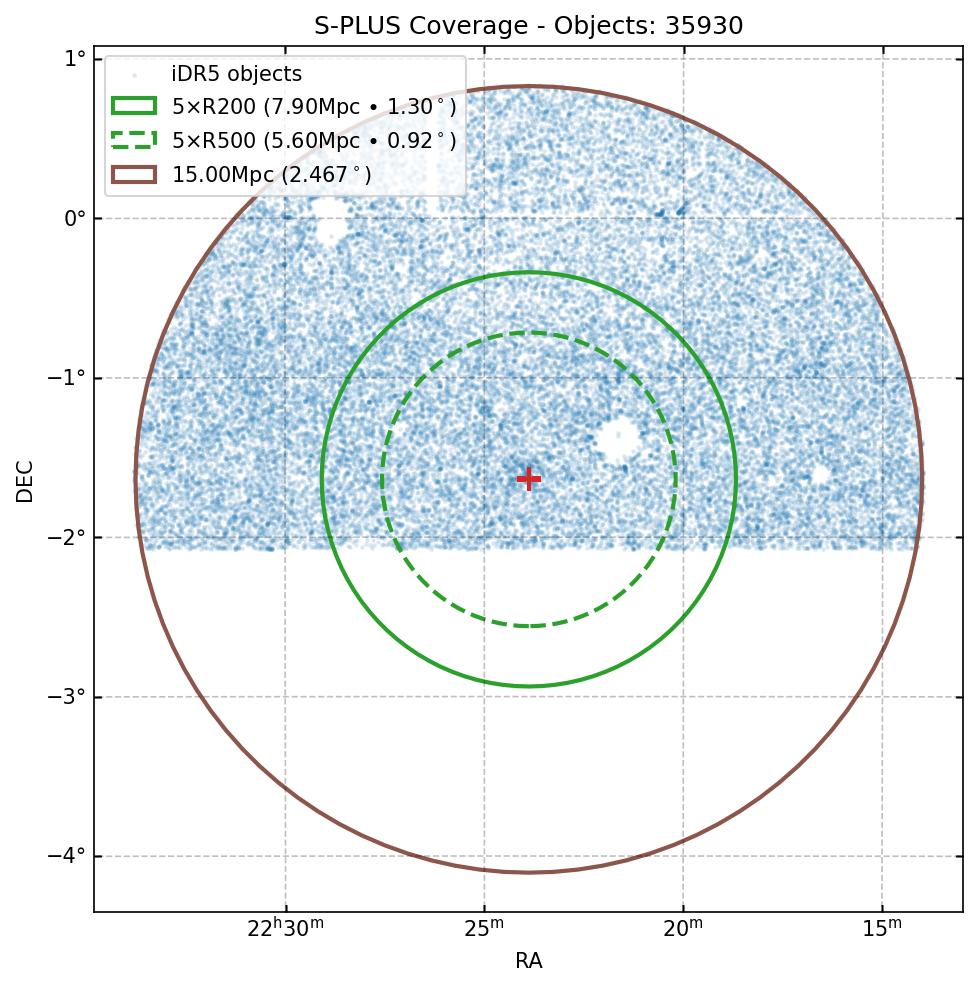 S-PLUS Coverage - Objects: 35930
iDR5 objects
5×R200 (7.90Mpc • 1.30°)
5×R500 (5.60Mpc • 0.92°)
15.00Mpc (2.467°)
1°
0°
−1°
−2°
−3°
−4°
DEC
22h30m 25m 20m 15m
RA